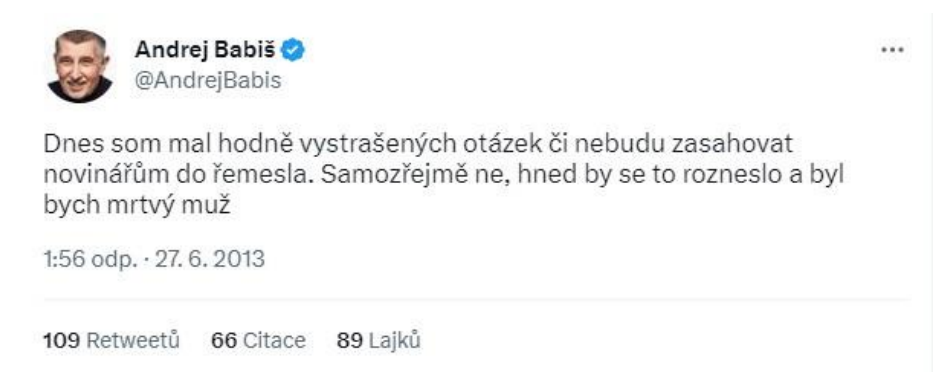 Andrej Babiš
@AndrejBabis
Dnes som mal hodně vystrašených otázek či nebudu zasahovat
novinářům do řemesla. Samozřejmě ne, hned by se to rozneslo a byl
bych mrtvý muž
1:56 odp. · 27. 6. 2013
109 Retweetů 66 Citace 89 Lajků